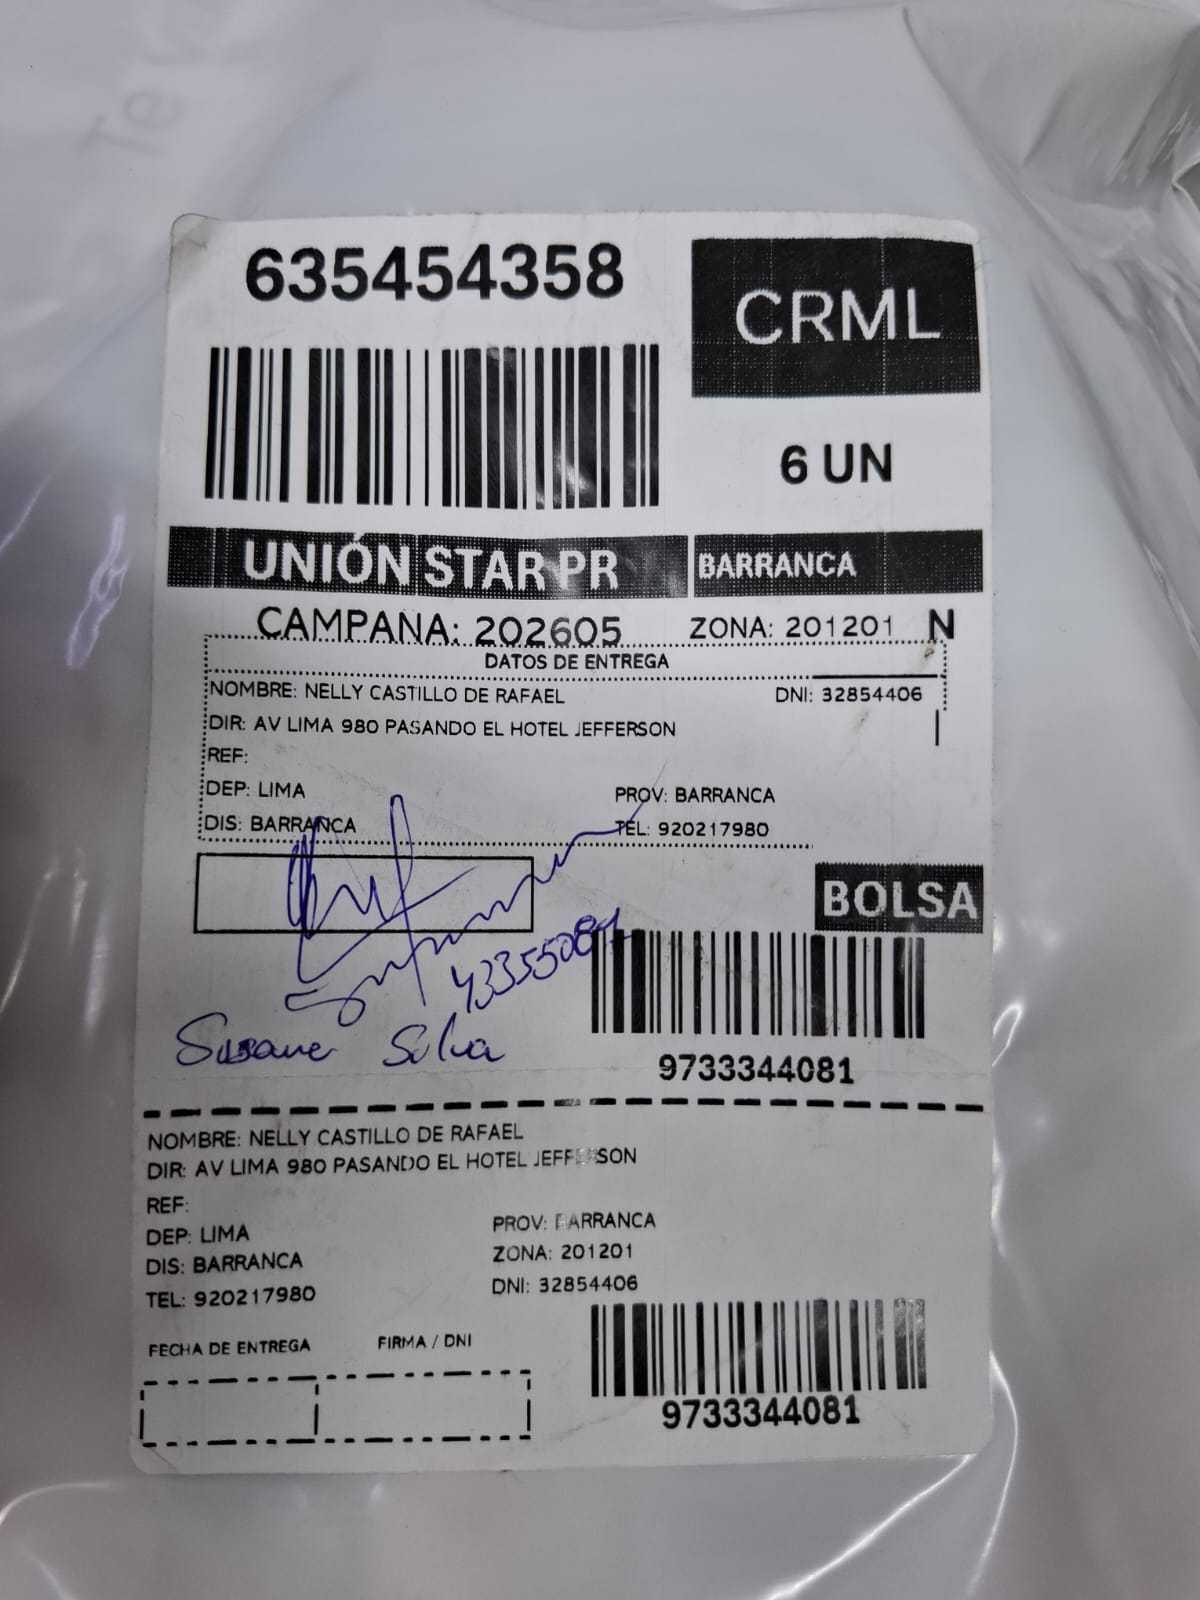 635454358
CRML
6 UN
UNIÓN STAR PR
BARRANCA
CAMPAÑA: 202605
ZONA: 201201 N
DATOS DE ENTREGA
NOMBRE: NELLY CASTILLO DE RAFAEL
DNI: 32854406
DIR: AV LIMA 980 PASANDO EL HOTEL JEFFERSON
REF:
DEP: LIMA
PROV: BARRANCA
DIS: BARRANCA
TEL: 920217980
BOLSA
Silva
9733344081
NOMBRE: NELLY CASTILLO DE RAFAEL
DIR: AV LIMA 980 PASANDO EL HOTEL JEFFERSON
REF:
DEP: LIMA
PROV: BARRANCA
DIS: BARRANCA
ZONA: 201201
TEL: 920217980
DNI: 32854406
FECHA DE ENTREGA
FIRMA / DNI
9733344081